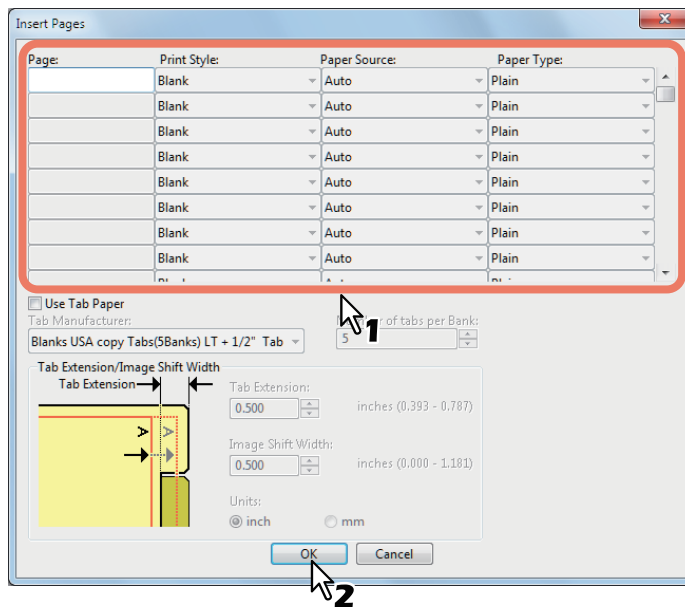 Insert Pages
Page: Print Style: Paper Source: Paper Type:
Blank Auto Plain
Blank Auto Plain
Blank Auto Plain
Blank Auto Plain
Blank Auto Plain
Blank Auto Plain
Blank Auto Plain
Blank Auto Plain
1
Use Tab Paper
Tab Manufacturer: of tabs per Bank:
Blanks USA copy Tabs(5Banks) LT + 1/2" Tab 5
Tab Extension/Image Shift Width
Tab Extension
Tab Extension:
0.500 inches (0.393 - 0.787)
A A
Image Shift Width:
0.500 inches (0.000 - 1.181)
Units:
inch mm
OK Cancel
2